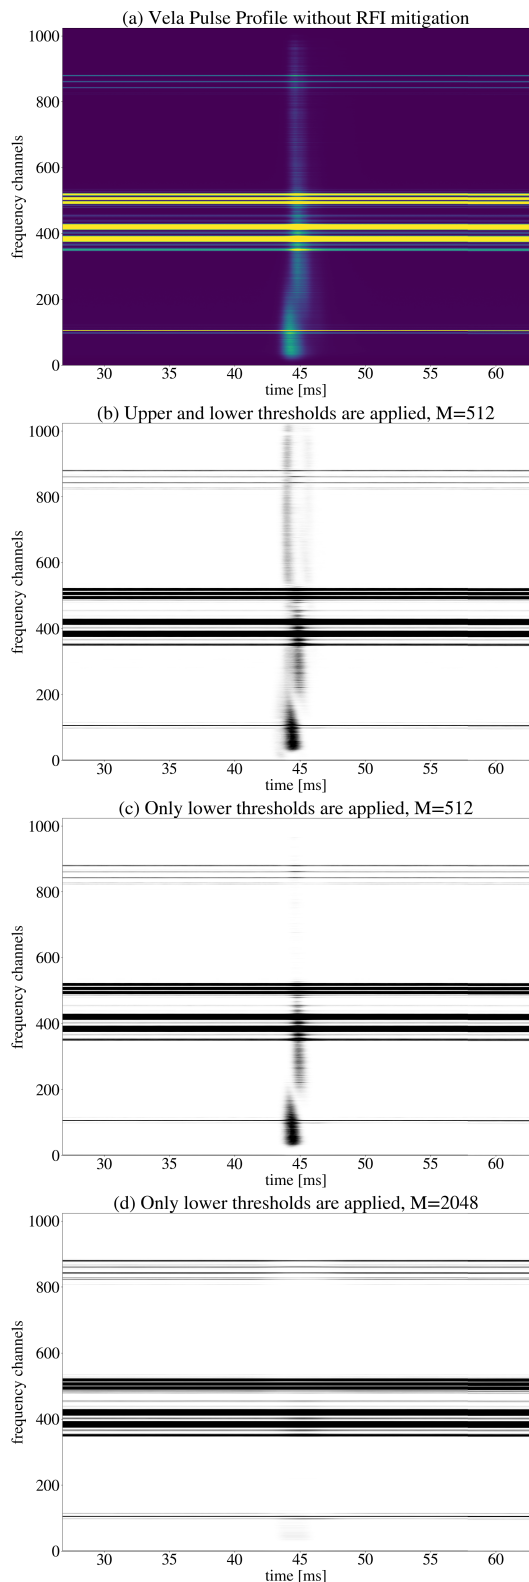 (a) Vela Pulse Profile without RFI mitigation
frequency channels
1000
800
600
400
200
0
30 35 40 45 50 55 60
time [ms]
(b) Upper and lower thresholds are applied, M=512
frequency channels
1000
800
600
400
200
0
30 35 40 45 50 55 60
time [ms]
(c) Only lower thresholds are applied, M=512
frequency channels
1000
800
600
400
200
0
30 35 40 45 50 55 60
time [ms]
(d) Only lower thresholds are applied, M=2048
frequency channels
1000
800
600
400
200
0
30 35 40 45 50 55 60
time [ms]